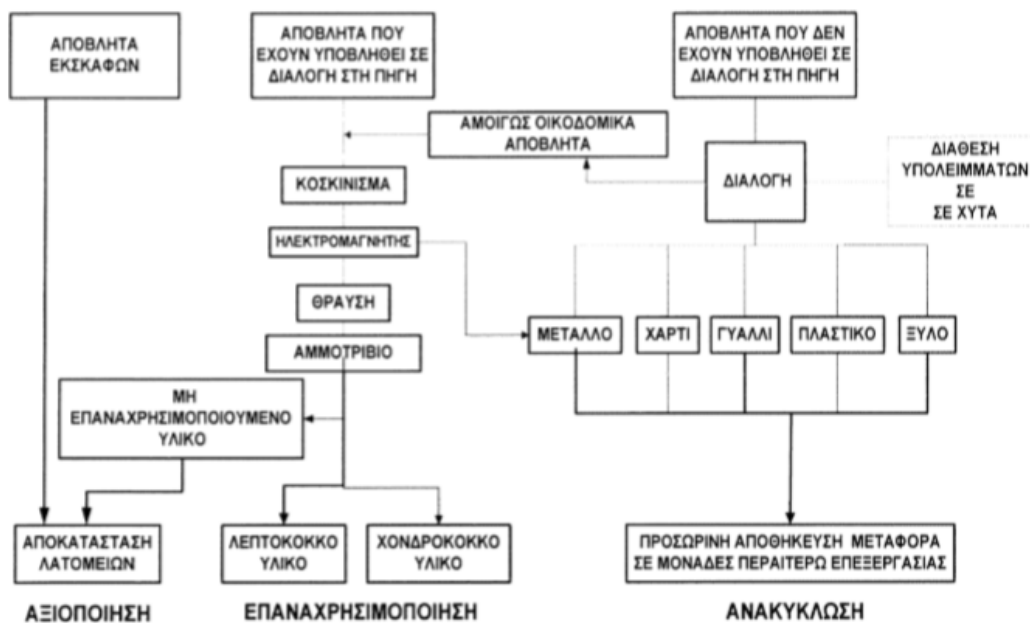 ΑΠΟΒΛΗΤΑ
ΕΚΣΚΑΦΩΝ
ΑΠΟΒΛΗΤΑ ΠΟΥ
ΕΧΟΥΝ ΥΠΟΒΛΗΘΕΙ ΣΕ
ΔΙΑΛΟΓΗ ΣΤΗ ΠΗΓΗ
ΑΠΟΒΛΗΤΑ ΠΟΥ ΔΕΝ
ΕΧΟΥΝ ΥΠΟΒΛΗΘΕΙ ΣΕ
ΔΙΑΛΟΓΗ ΣΤΗ ΠΗΓΗ
ΑΜΟΙΓΩΣ ΟΙΚΟΔΟΜΙΚΑ
ΑΠΟΒΛΗΤΑ
ΔΙΑΛΟΓΗ
ΔΙΑΘΕΣΗ
ΥΠΟΛΕΙΜΜΑΤΩΝ
ΣΕ
ΣΕ ΧΥΤΑ
ΚΟΣΚΙΝΙΣΜΑ
ΗΛΕΚΤΡΟΜΑΓΝΗΤΗΣ
ΘΡΑΥΣΗ
ΑΜΜΟΤΡΙΒΙΟ
ΜΕΤΑΛΛΟ
ΧΑΡΤΙ
ΓΥΑΛΛΙ
ΠΛΑΣΤΙΚΟ
ΞΥΛΟ
ΜΗ
ΕΠΑΝΑΧΡΗΣΙΜΟΠΟΙΟΥΜΕΝΟ
ΥΛΙΚΟ
ΑΠΟΚΑΤΑΣΤΑΣΗ
ΛΑΤΟΜΕΙΩΝ
ΛΕΠΤΟΚΟΚΚΟ
ΥΛΙΚΟ
ΧΟΝΔΡΟΚΟΚΚΟ
ΥΛΙΚΟ
ΠΡΟΣΩΡΙΝΗ ΑΠΟΘΗΚΕΥΣΗ ΜΕΤΑΦΟΡΑ
ΣΕ ΜΟΝΑΔΕΣ ΠΕΡΑΙΤΕΡΩ ΕΠΕΞΕΡΓΑΣΙΑΣ
ΑΞΙΟΠΟΙΗΣΗ
ΕΠΑΝΑΧΡΗΣΙΜΟΠΟΙΗΣΗ
ΑΝΑΚΥΚΛΩΣΗ